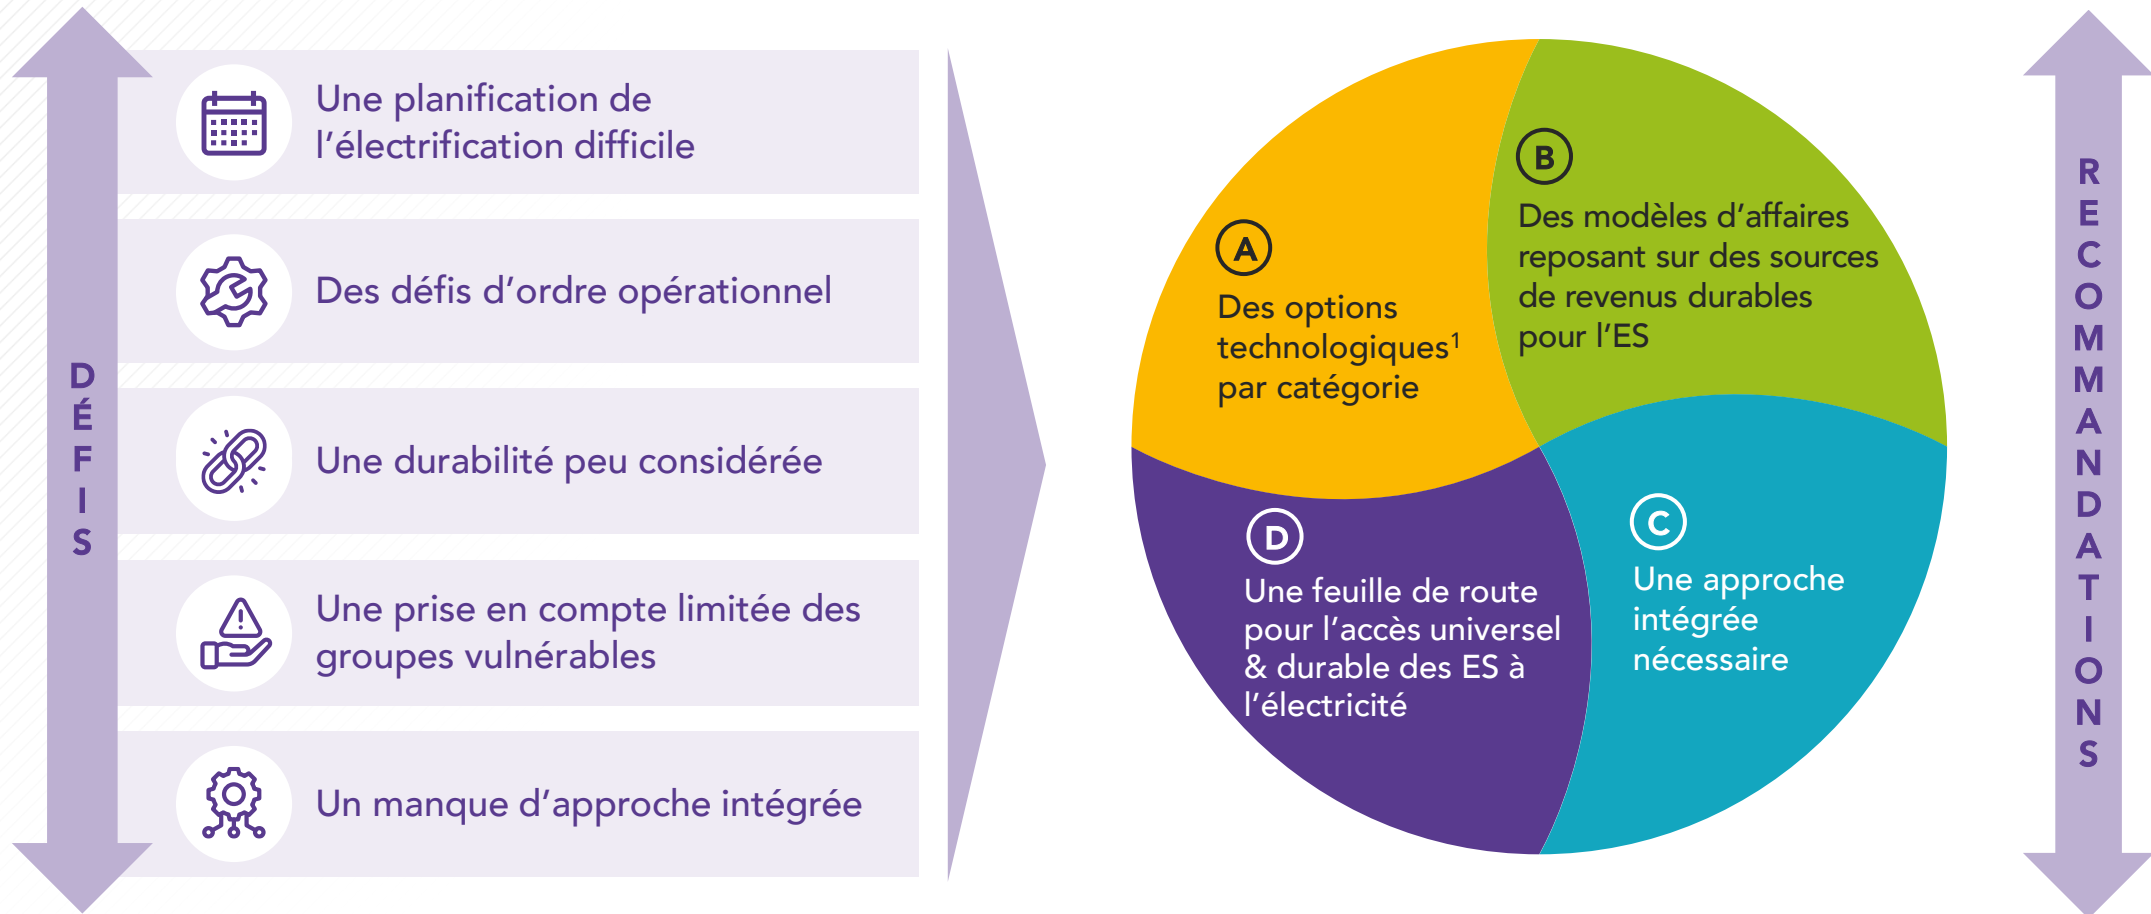 DÉFIS
Une planification de
l’électrification difficile
Des défis d’ordre opérationnel
Une durabilité peu considérée
Une prise en compte limitée des
groupes vulnérables
Un manque d’approche intégrée
A
Des options
technologiques¹
par catégorie
B
Des modèles d’affaires
reposant sur des sources
de revenus durables
pour l’ES
C
Une approche
intégrée
nécessaire
D
Une feuille de route
pour l’accès universel
& durable des ES à
l’électricité
RECOMMANDATIONS